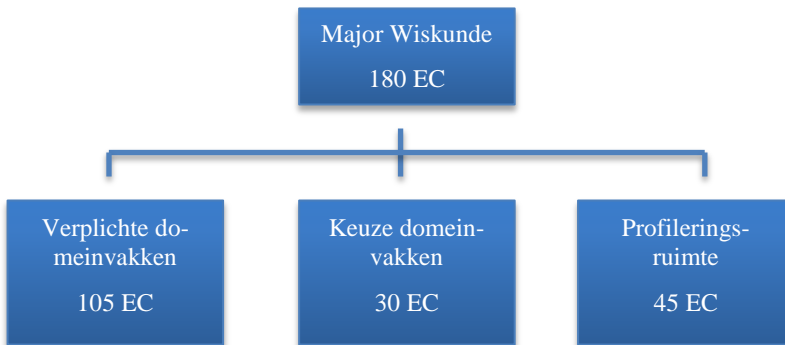 Major Wiskunde
180 EC
Verplichte do-
meinvakken
105 EC
Keuze domein-
vakken
30 EC
Profilerings-
ruimte
45 EC